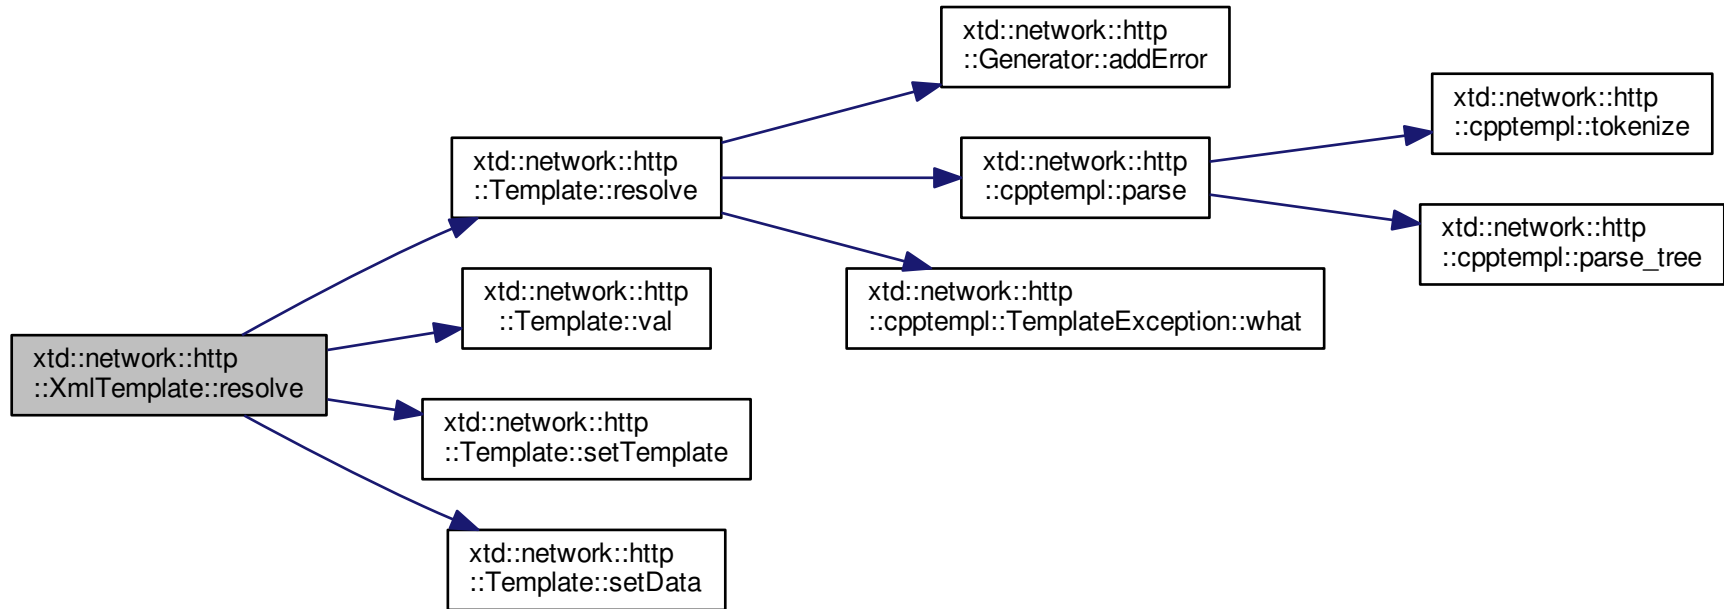 xtd::network::http
::XmlTemplate::resolve
xtd::network::http
::Template::resolve
xtd::network::http
::Template::val
xtd::network::http
::Template::setTemplate
xtd::network::http
::Template::setData
xtd::network::http
::Generator::addError
xtd::network::http
::cpptempl::parse
xtd::network::http
::cpptempl::TemplateException::what
xtd::network::http
::cpptempl::tokenize
xtd::network::http
::cpptempl::parse_tree